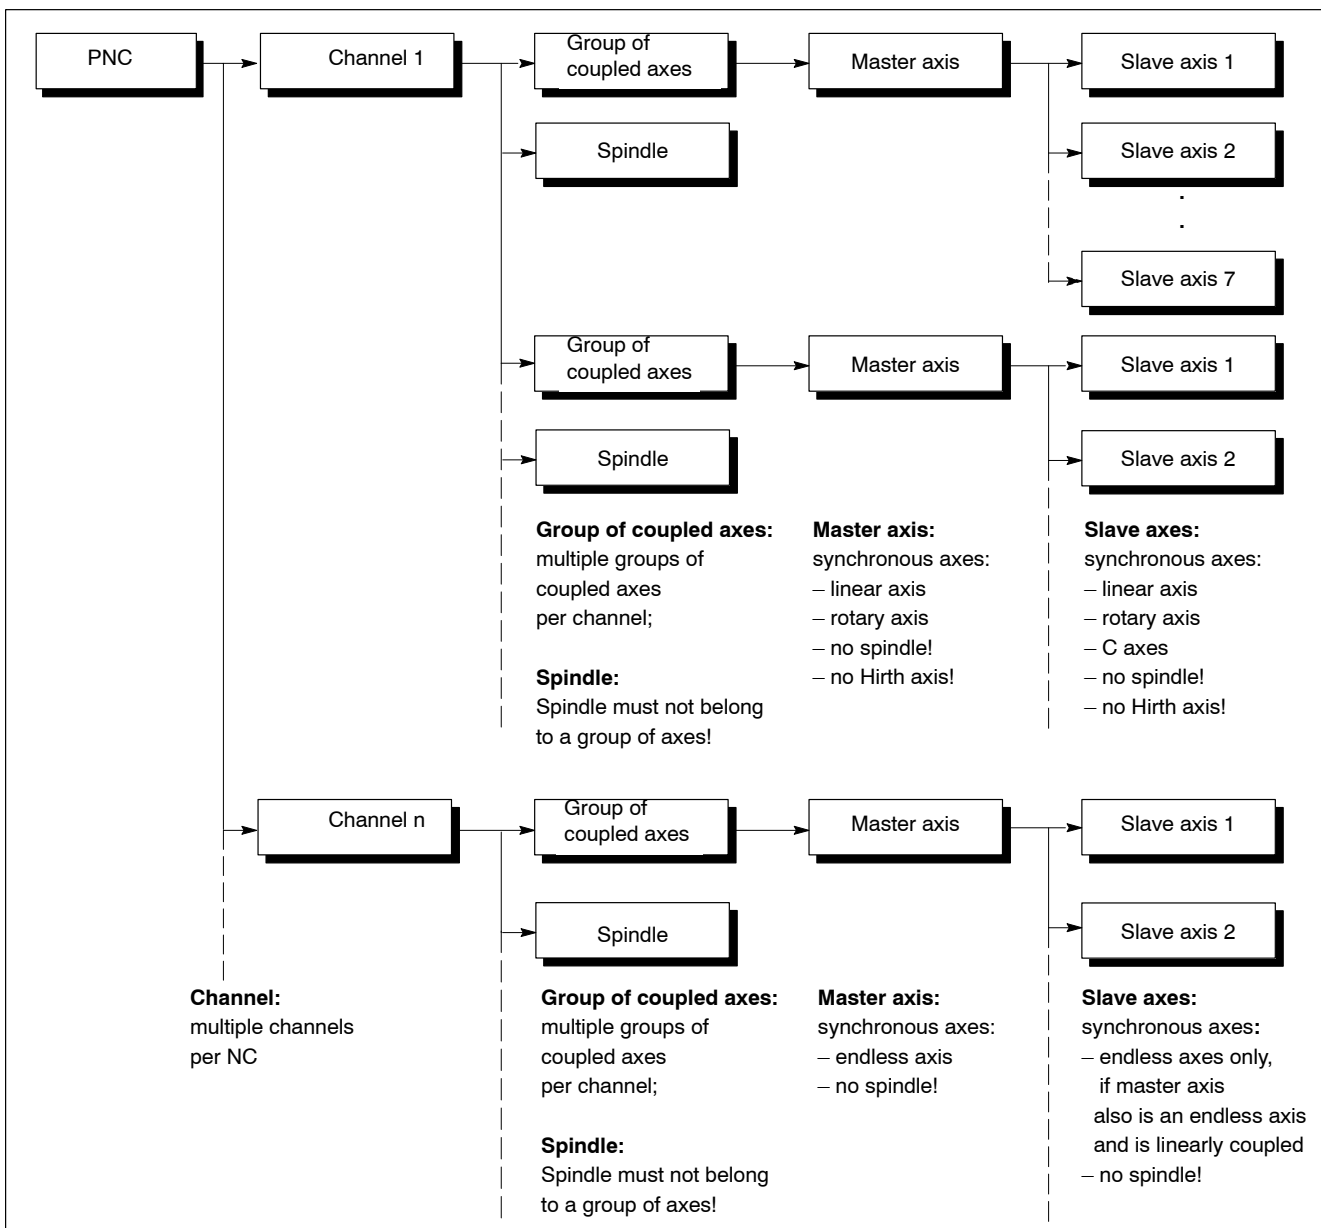 PNC
Channel 1
Group of
coupled axes
Master axis
Slave axis 1
Spindle
Slave axis 2
.
.
Slave axis 7
Group of
coupled axes
Master axis
Slave axis 1
Spindle
Slave axis 2
Group of coupled axes:
multiple groups of
coupled axes
per channel;
Spindle:
Spindle must not belong
to a group of axes!
Master axis:
synchronous axes:
– linear axis
– rotary axis
– no spindle!
– no Hirth axis!
Slave axes:
synchronous axes:
– linear axis
– rotary axis
– C axes
– no spindle!
– no Hirth axis!
Channel n
Group of
coupled axes
Master axis
Slave axis 1
Spindle
Slave axis 2
Channel:
multiple channels
per NC
Group of coupled axes:
multiple groups of
coupled axes
per channel;
Spindle:
Spindle must not belong
to a group of axes!
Master axis:
synchronous axes:
– endless axis
– no spindle!
Slave axes:
synchronous axes:
– endless axes only,
if master axis
also is an endless axis
and is linearly coupled
– no spindle!